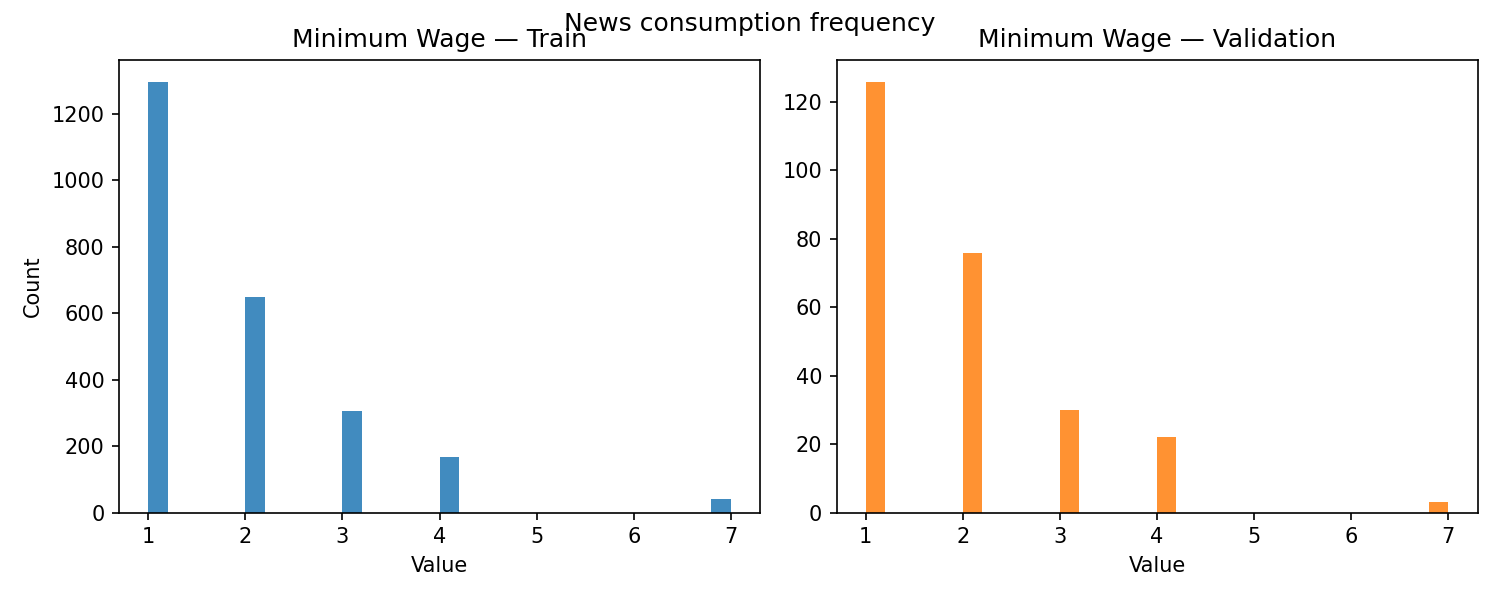 News consumption frequency
Minimum Wage — Train
Minimum Wage — Validation
Count
1200
1000
800
600
400
200
0
1 2 3 4 5 6 7
Value
120
100
80
60
40
20
0
1 2 3 4 5 6 7
Value